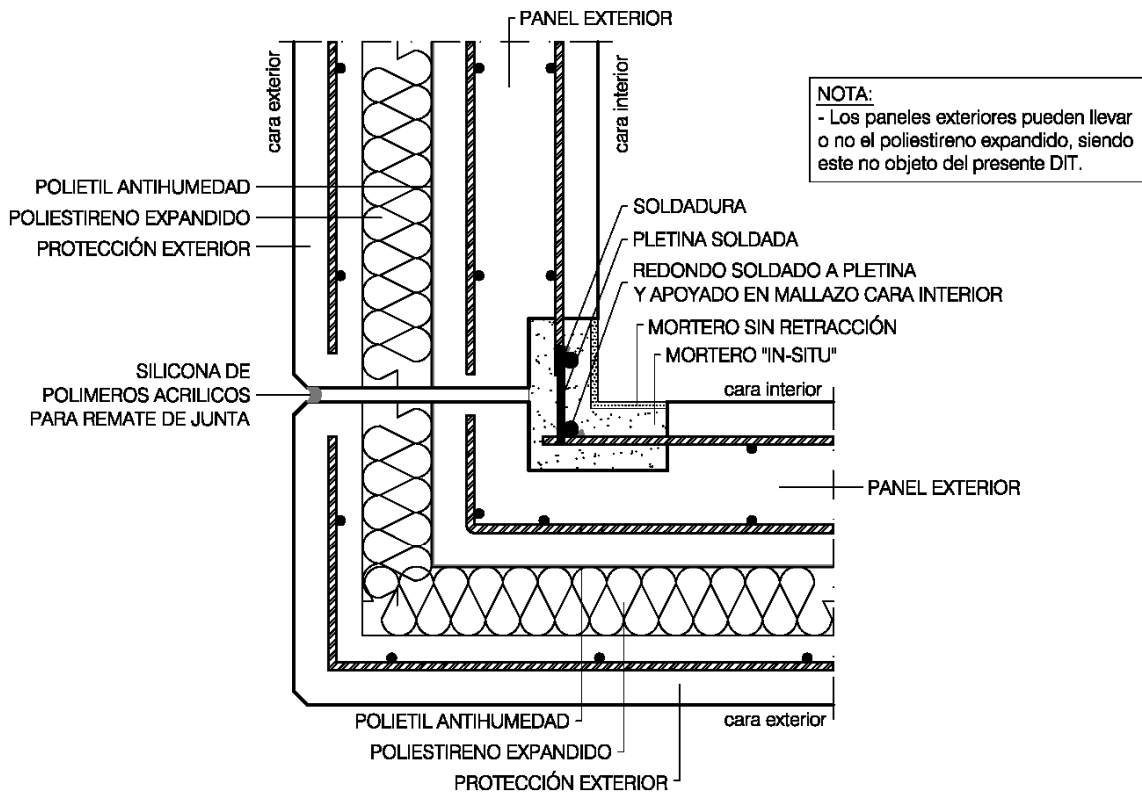 PANEL EXTERIOR
cara exterior
cara interior
NOTA:
- Los paneles exteriores pueden llevar
o no el poliestireno expandido, siendo
este no objeto del presente DIT.
POLIETIL ANTIHUMEDAD
POLIESTIRENO EXPANDIDO
PROTECCIÓN EXTERIOR
SOLDADURA
PLETINA SOLDADA
REDONDO SOLDADO A PLETINA
Y APOYADO EN MALLAZO CARA INTERIOR
MORTERO SIN RETRACCIÓN
MORTERO "IN-SITU"
SILICONA DE
POLIMEROS ACRILICOS
PARA REMATE DE JUNTA
cara interior
PANEL EXTERIOR
POLIETIL ANTIHUMEDAD
cara exterior
POLIESTIRENO EXPANDIDO
PROTECCIÓN EXTERIOR